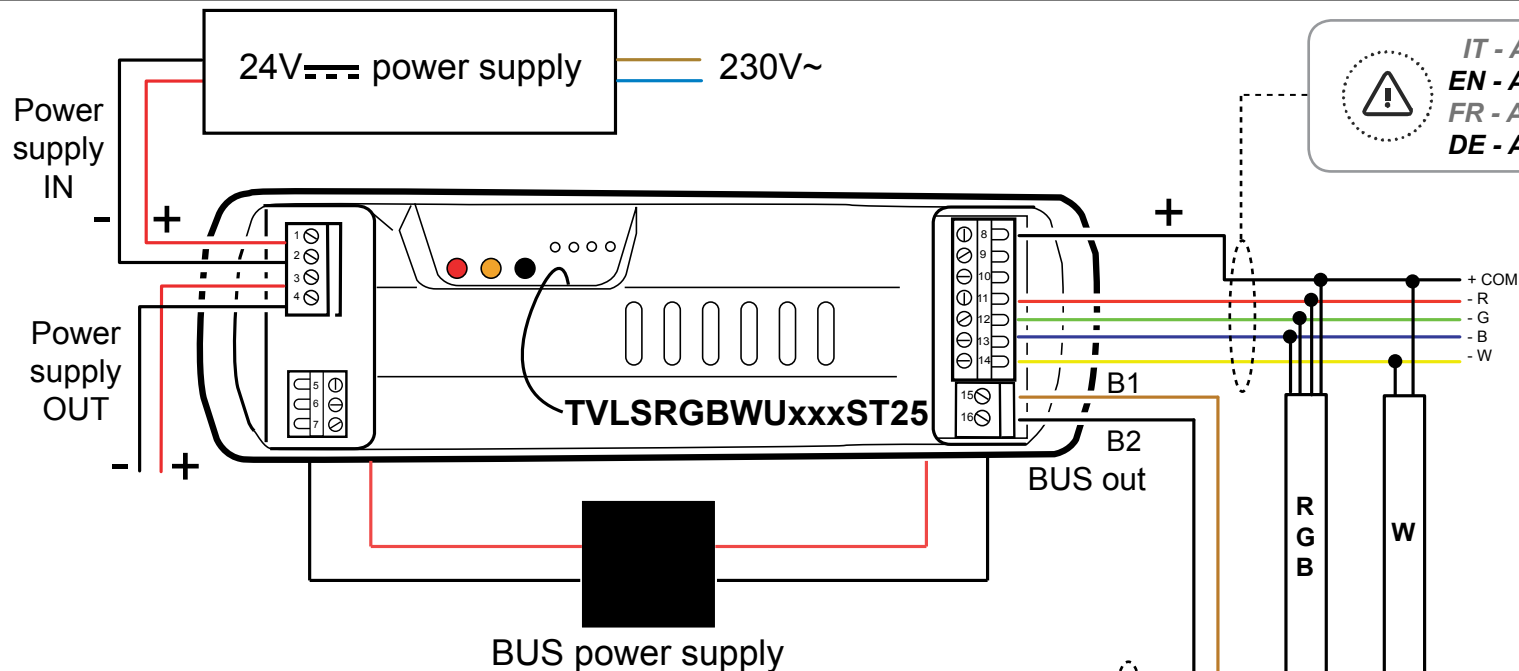 24V power supply
230V~
Power
supply
IN
- +
IT - A
EN - A
FR - A
DE - A
1
2
3
4
8
9
10
11
12
13
14
+
+ COM
- R
- G
- B
- W
Power
supply
OUT
- +
5
6
7
TVLSRGBWUxxxST25
15
16
B1
B2
BUS out
R
G
B
W
BUS power supply